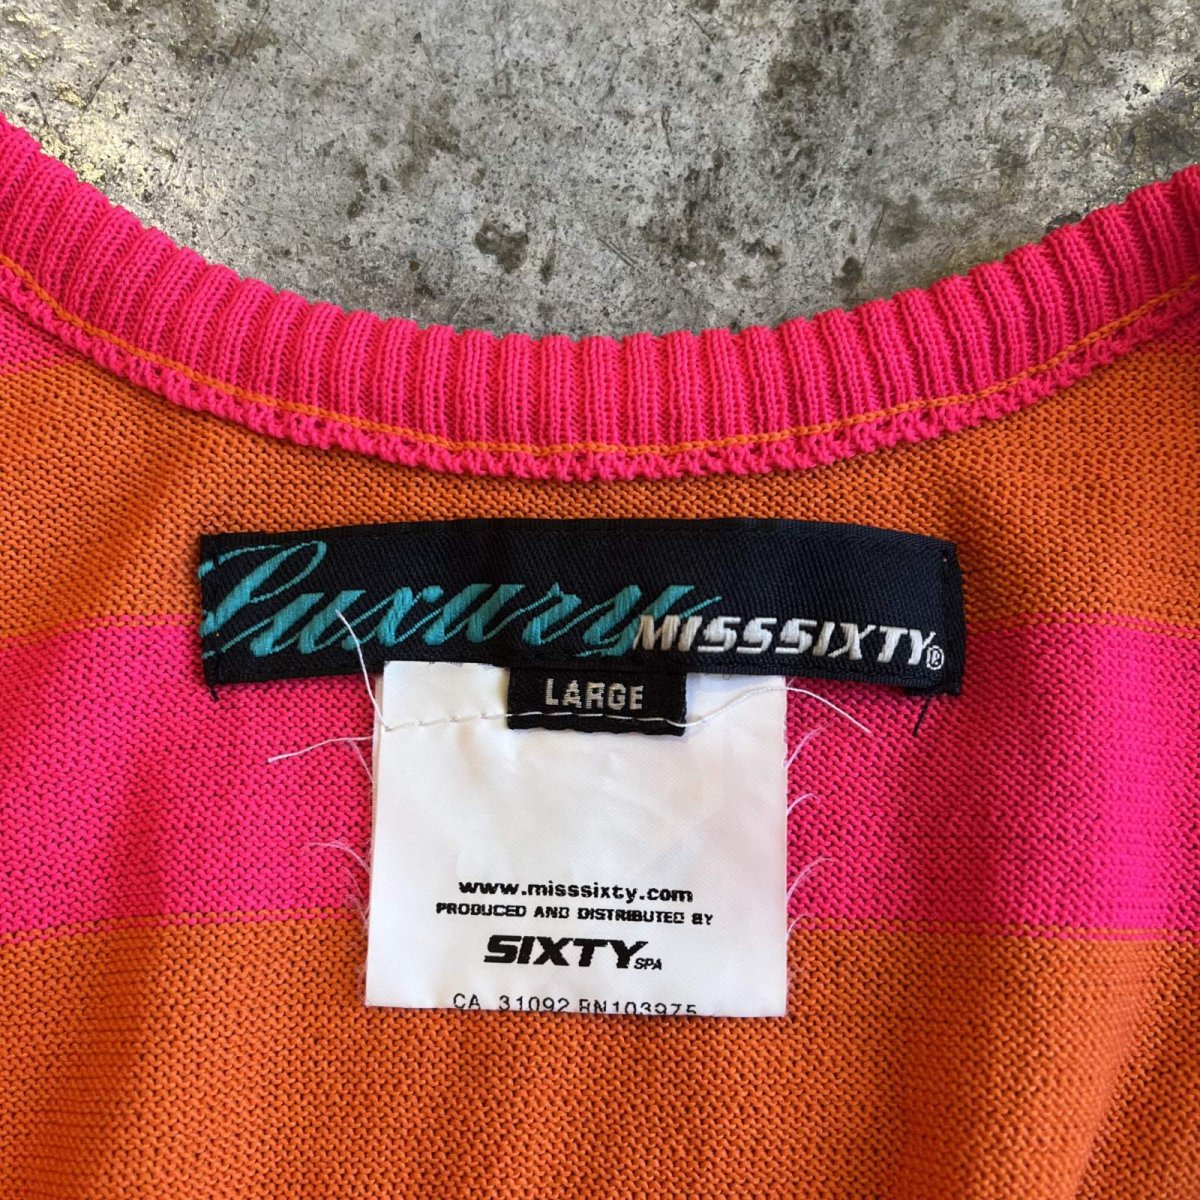 Luxury MISSSIXTY®
LARGE
www.misssixty.com
PRODUCED AND DISTRIBUTED BY
SIXTY SPA
CA 31092 RN103975